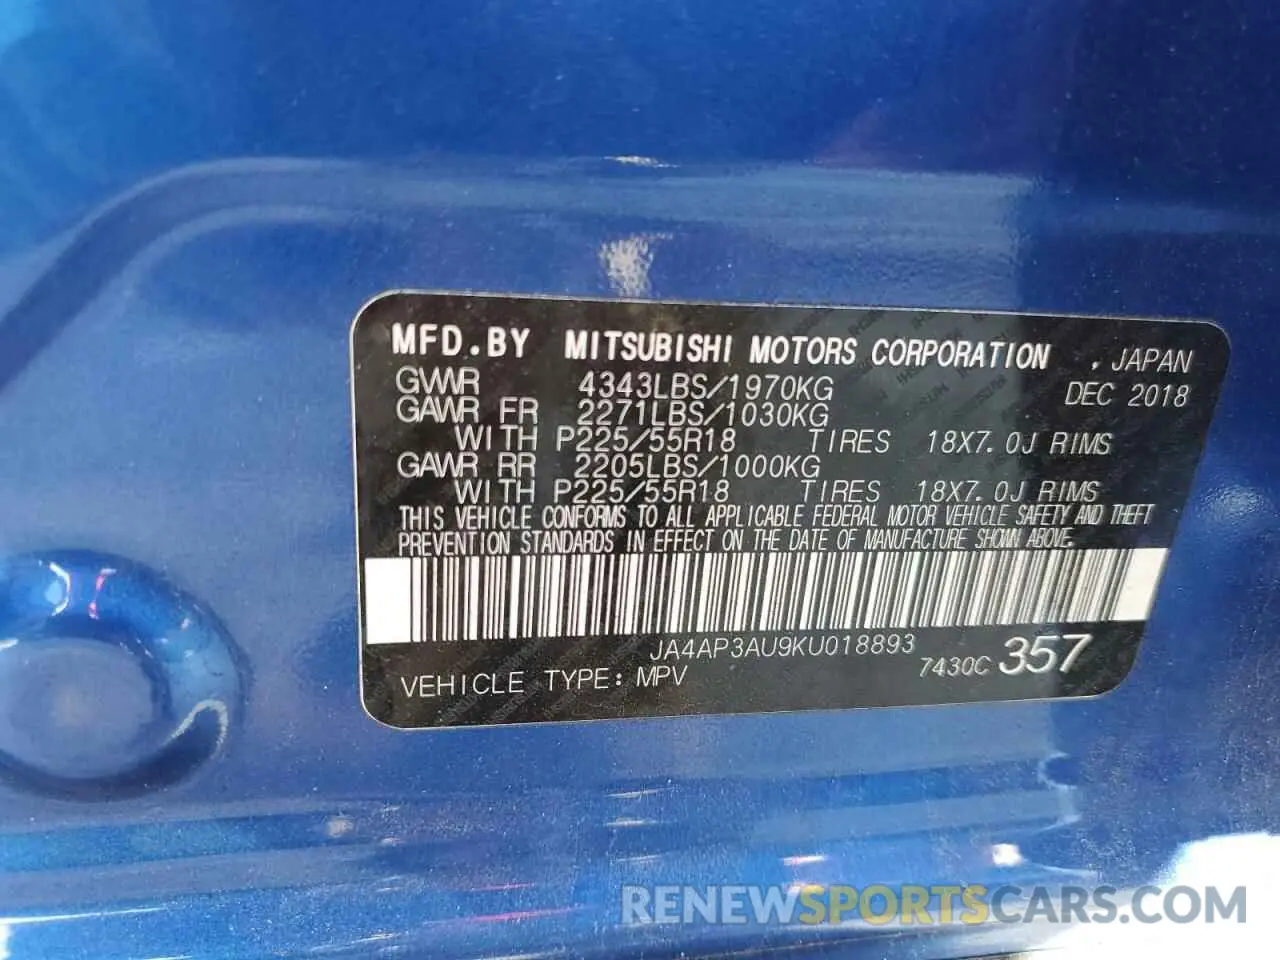 MFD.BY MITSUBISHI MOTORS CORPORATION , JAPAN
GVWR 4343LBS/1970KG DEC 2018
GAWR FR 2271LBS/1030KG
WITH P225/55R18 TIRES 18X7.0J RIMS
GAWR RR 2205LBS/1000KG
WITH P225/55R18 TIRES 18X7.0J RIMS
THIS VEHICLE CONFORMS TO ALL APPLICABLE FEDERAL MOTOR VEHICLE SAFETY AND THEFT
PREVENTION STANDARDS IN EFFECT ON THE DATE OF MANUFACTURE SHOWN ABOVE.
JA4AP3AU9KU018893
7430C 357
VEHICLE TYPE: MPV
RENEWSPORTSCARS.COM